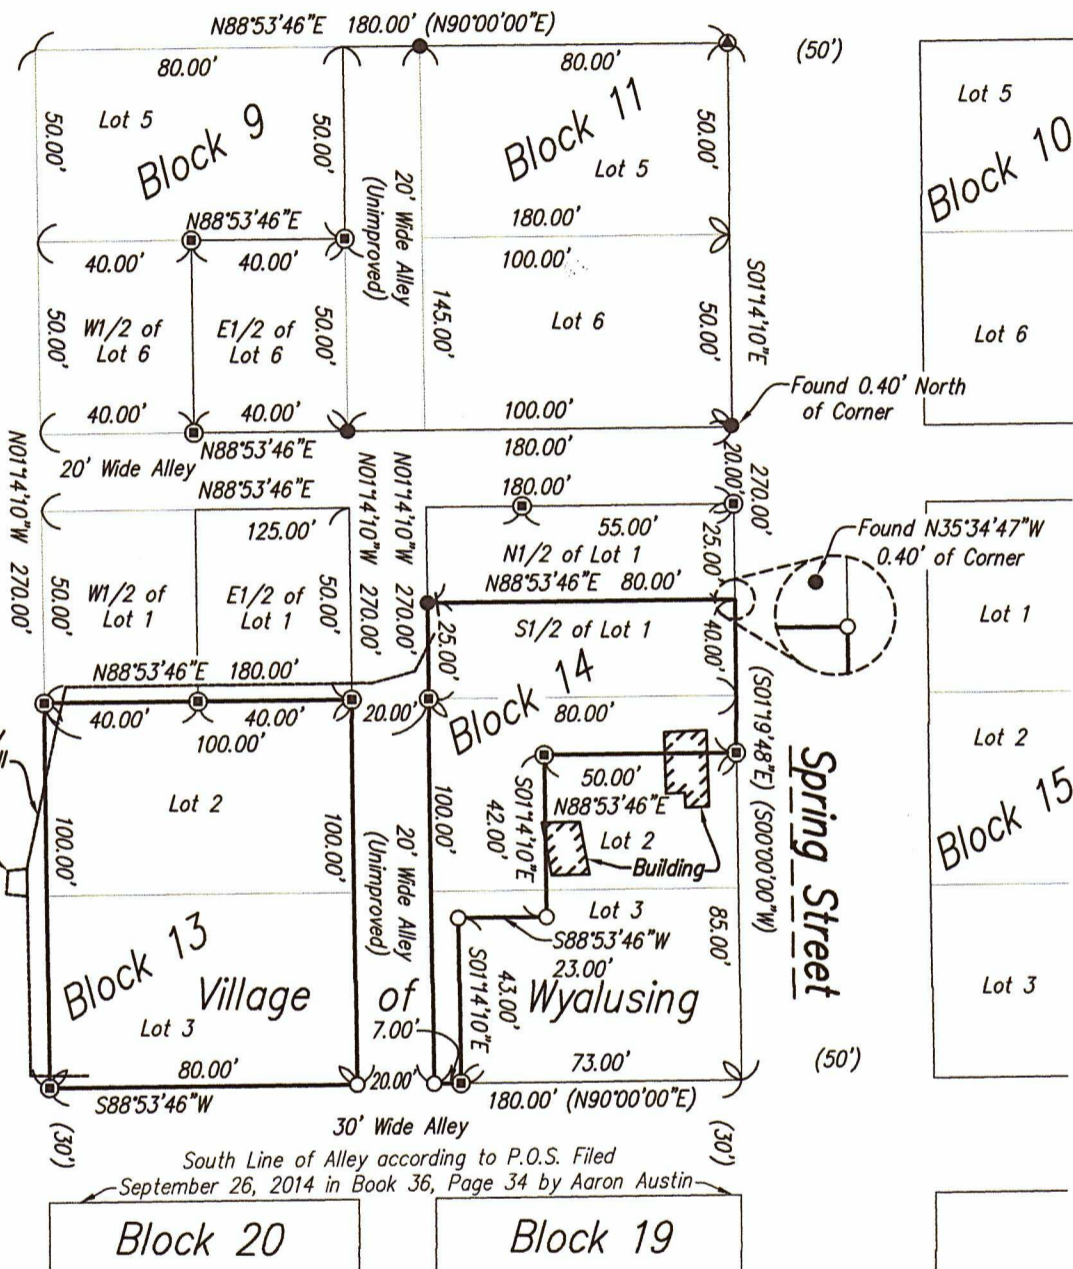 N88°53'46"E 180.00' (N90°00'00"E)
(50')
80.00'
80.00'
Lot 5
Block 9
50.00'
50.00'
Block 11
Lot 5
50.00'
Lot 5
Block 10
20' Wide Alley
(Unimproved)
N88°53'46"E
180.00'
40.00'
40.00'
100.00'
50.00'
W1/2 of
Lot 6
E1/2 of
Lot 6
50.00'
145.00'
Lot 6
50.00'
S01°14'10"E
Lot 6
Found 0.40' North
of Corner
40.00'
40.00'
100.00'
N88°53'46"E
180.00'
20' Wide Alley
20.00'
270.00'
N01°14'10"W 270.00'
N88°53'46"E
N01°14'10"W 270.00'
N01°14'10"W 270.00'
180.00'
125.00'
55.00'
Found N35°34'47"W
0.40' of Corner
N1/2 of Lot 1
25.00'
N88°53'46"E 80.00'
50.00'
W1/2 of
Lot 1
E1/2 of
Lot 1
50.00'
25.00'
S1/2 of Lot 1
40.00'
Lot 1
N88°53'46"E 180.00'
40.00'
40.00'
20.00'
Block 14
80.00'
100.00'
(S01°19'48"E) (S00°00'00"W)
Spring Street
Lot 2
Block 15
Lot 2
50.00'
N88°53'46"E
S01°14'10"E
42.00'
Lot 2
Building
100.00'
100.00'
20' Wide Alley
(Unimproved)
100.00'
Lot 3
S88°53'46"W
23.00'
85.00'
Block 13
Lot 3
S01°14'10"E
43.00'
Village of Wyalusing
Lot 3
7.00'
80.00'
20.00'
73.00'
(50')
S88°53'46"W
180.00' (N90°00'00"E)
(30')
30' Wide Alley
(30')
South Line of Alley according to P.O.S. Filed
September 26, 2014 in Book 36, Page 34 by Aaron Austin
Block 20
Block 19